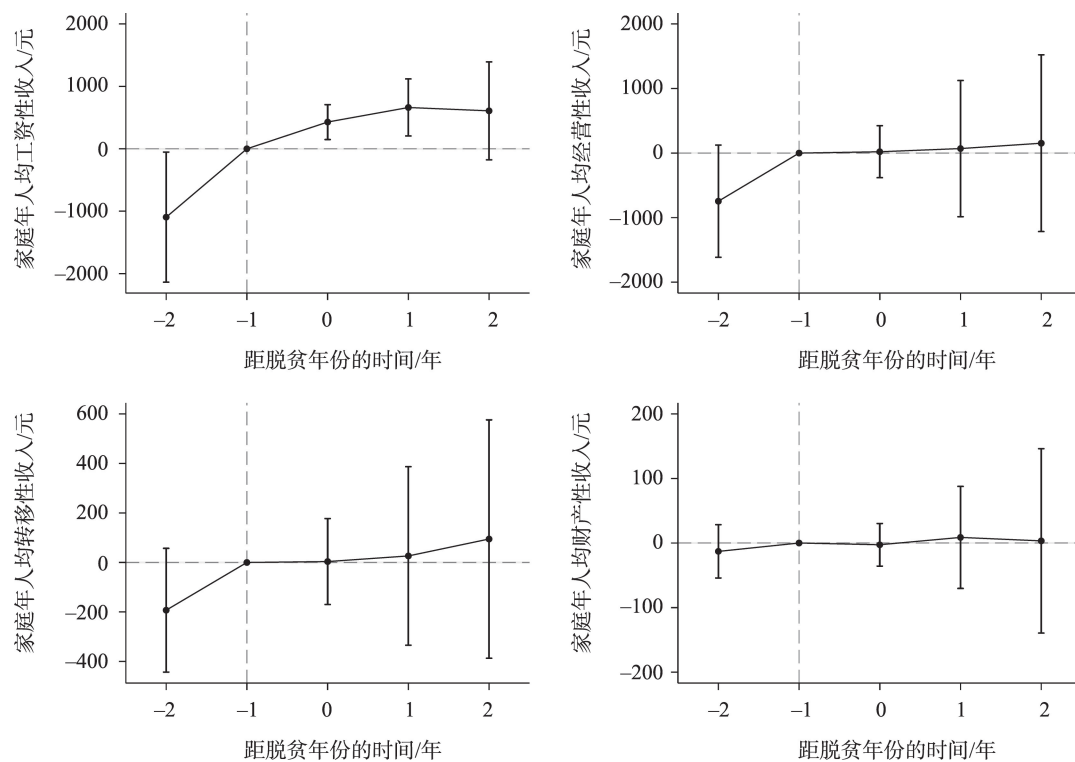 家庭年人均工资性收入/元
2000
1000
0
–1000
–2000
–2 –1 0 1 2
距脱贫年份的时间/年
家庭年人均经营性收入/元
2000
1000
0
–1000
–2000
–2 –1 0 1 2
距脱贫年份的时间/年
家庭年人均转移性收入/元
600
400
200
0
–200
–400
–2 –1 0 1 2
距脱贫年份的时间/年
家庭年人均财产性收入/元
200
100
0
–100
–200
–2 –1 0 1 2
距脱贫年份的时间/年